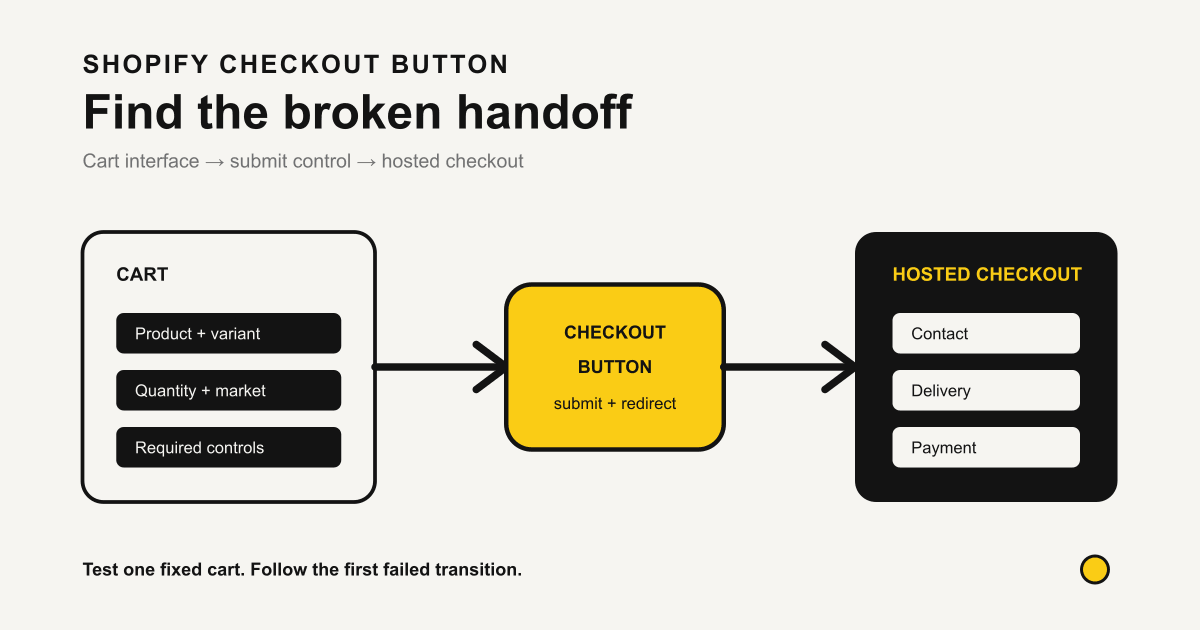 SHOPIFY CHECKOUT BUTTON
Find the broken handoff
Cart interface → submit control → hosted checkout
CART
Product + variant
Quantity + market
Required controls
CHECKOUT
BUTTON
submit + redirect
HOSTED CHECKOUT
Contact
Delivery
Payment
Test one fixed cart. Follow the first failed transition.